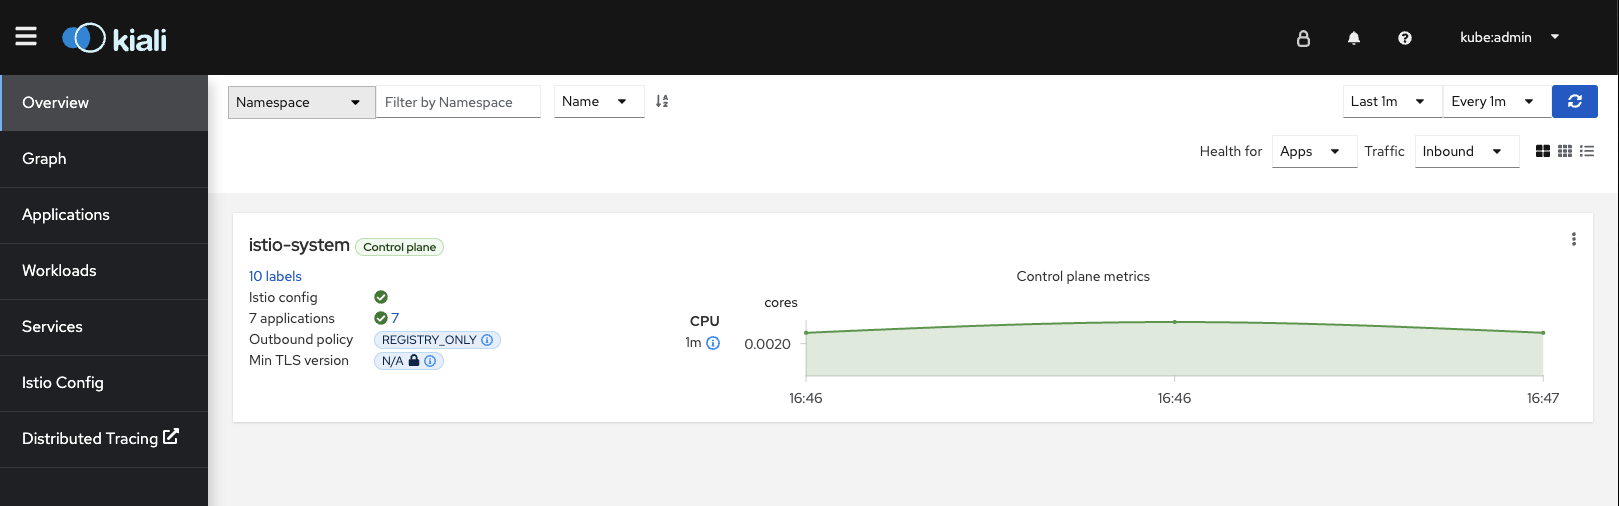 kiali
kube:admin
Overview
Graph
Applications
Workloads
Services
Istio Config
Distributed Tracing
Namespace
Filter by Namespace
Name
Last 1m
Every 1m
Health for
Apps
Traffic
Inbound
istio-system
Control plane
10 labels
Istio config
7 applications
7
Outbound policy
REGISTRY_ONLY
Min TLS version
N/A
Control plane metrics
CPU
1m
cores
0.0020
16:46
16:46
16:47